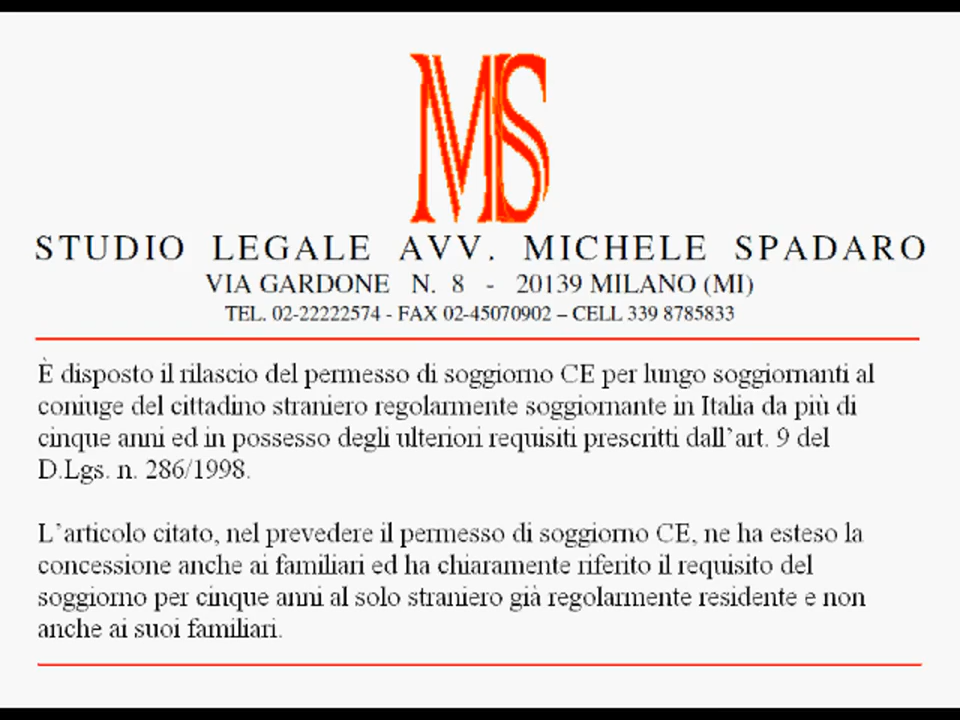 MS
STUDIO LEGALE AVV. MICHELE SPADARO
VIA GARDONE N. 8 - 20139 MILANO (MI)
TEL. 02-22222574 - FAX 02-45070902 – CELL 339 8785833
È disposto il rilascio del permesso di soggiorno CE per lungo soggiornanti al
coniuge del cittadino straniero regolarmente soggiornante in Italia da più di
cinque anni ed in possesso degli ulteriori requisiti prescritti dall’art. 9 del
D.Lgs. n. 286/1998.
L’articolo citato, nel prevedere il permesso di soggiorno CE, ne ha esteso la
concessione anche ai familiari ed ha chiaramente riferito il requisito del
soggiorno per cinque anni al solo straniero già regolarmente residente e non
anche ai suoi familiari.